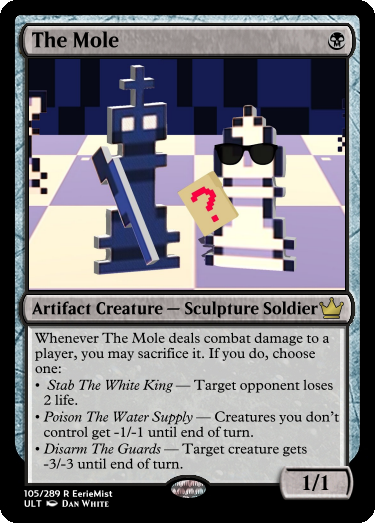 The Mole
?
Artifact Creature — Sculpture Soldier
Whenever The Mole deals combat damage to a
player, you may sacrifice it. If you do, choose
one:
• Stab The White King — Target opponent loses
2 life.
• Poison The Water Supply — Creatures you don't
control get -1/-1 until end of turn.
• Disarm The Guards — Target creature gets
-3/-3 until end of turn.
1/1
105/289 R EerieMist
ULT DAN WHITE